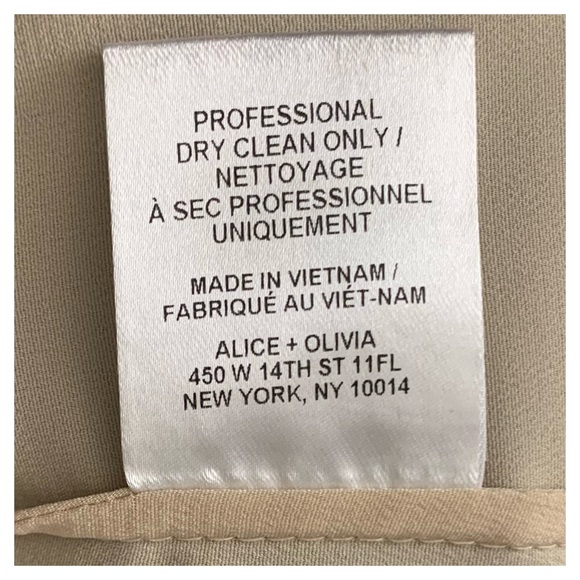 PROFESSIONAL
DRY CLEAN ONLY /
NETTOYAGE
À SEC PROFESSIONNEL
UNIQUEMENT
MADE IN VIETNAM /
FABRIQUÉ AU VIÉT-NAM
ALICE + OLIVIA
450 W 14TH ST 11FL
NEW YORK, NY 10014